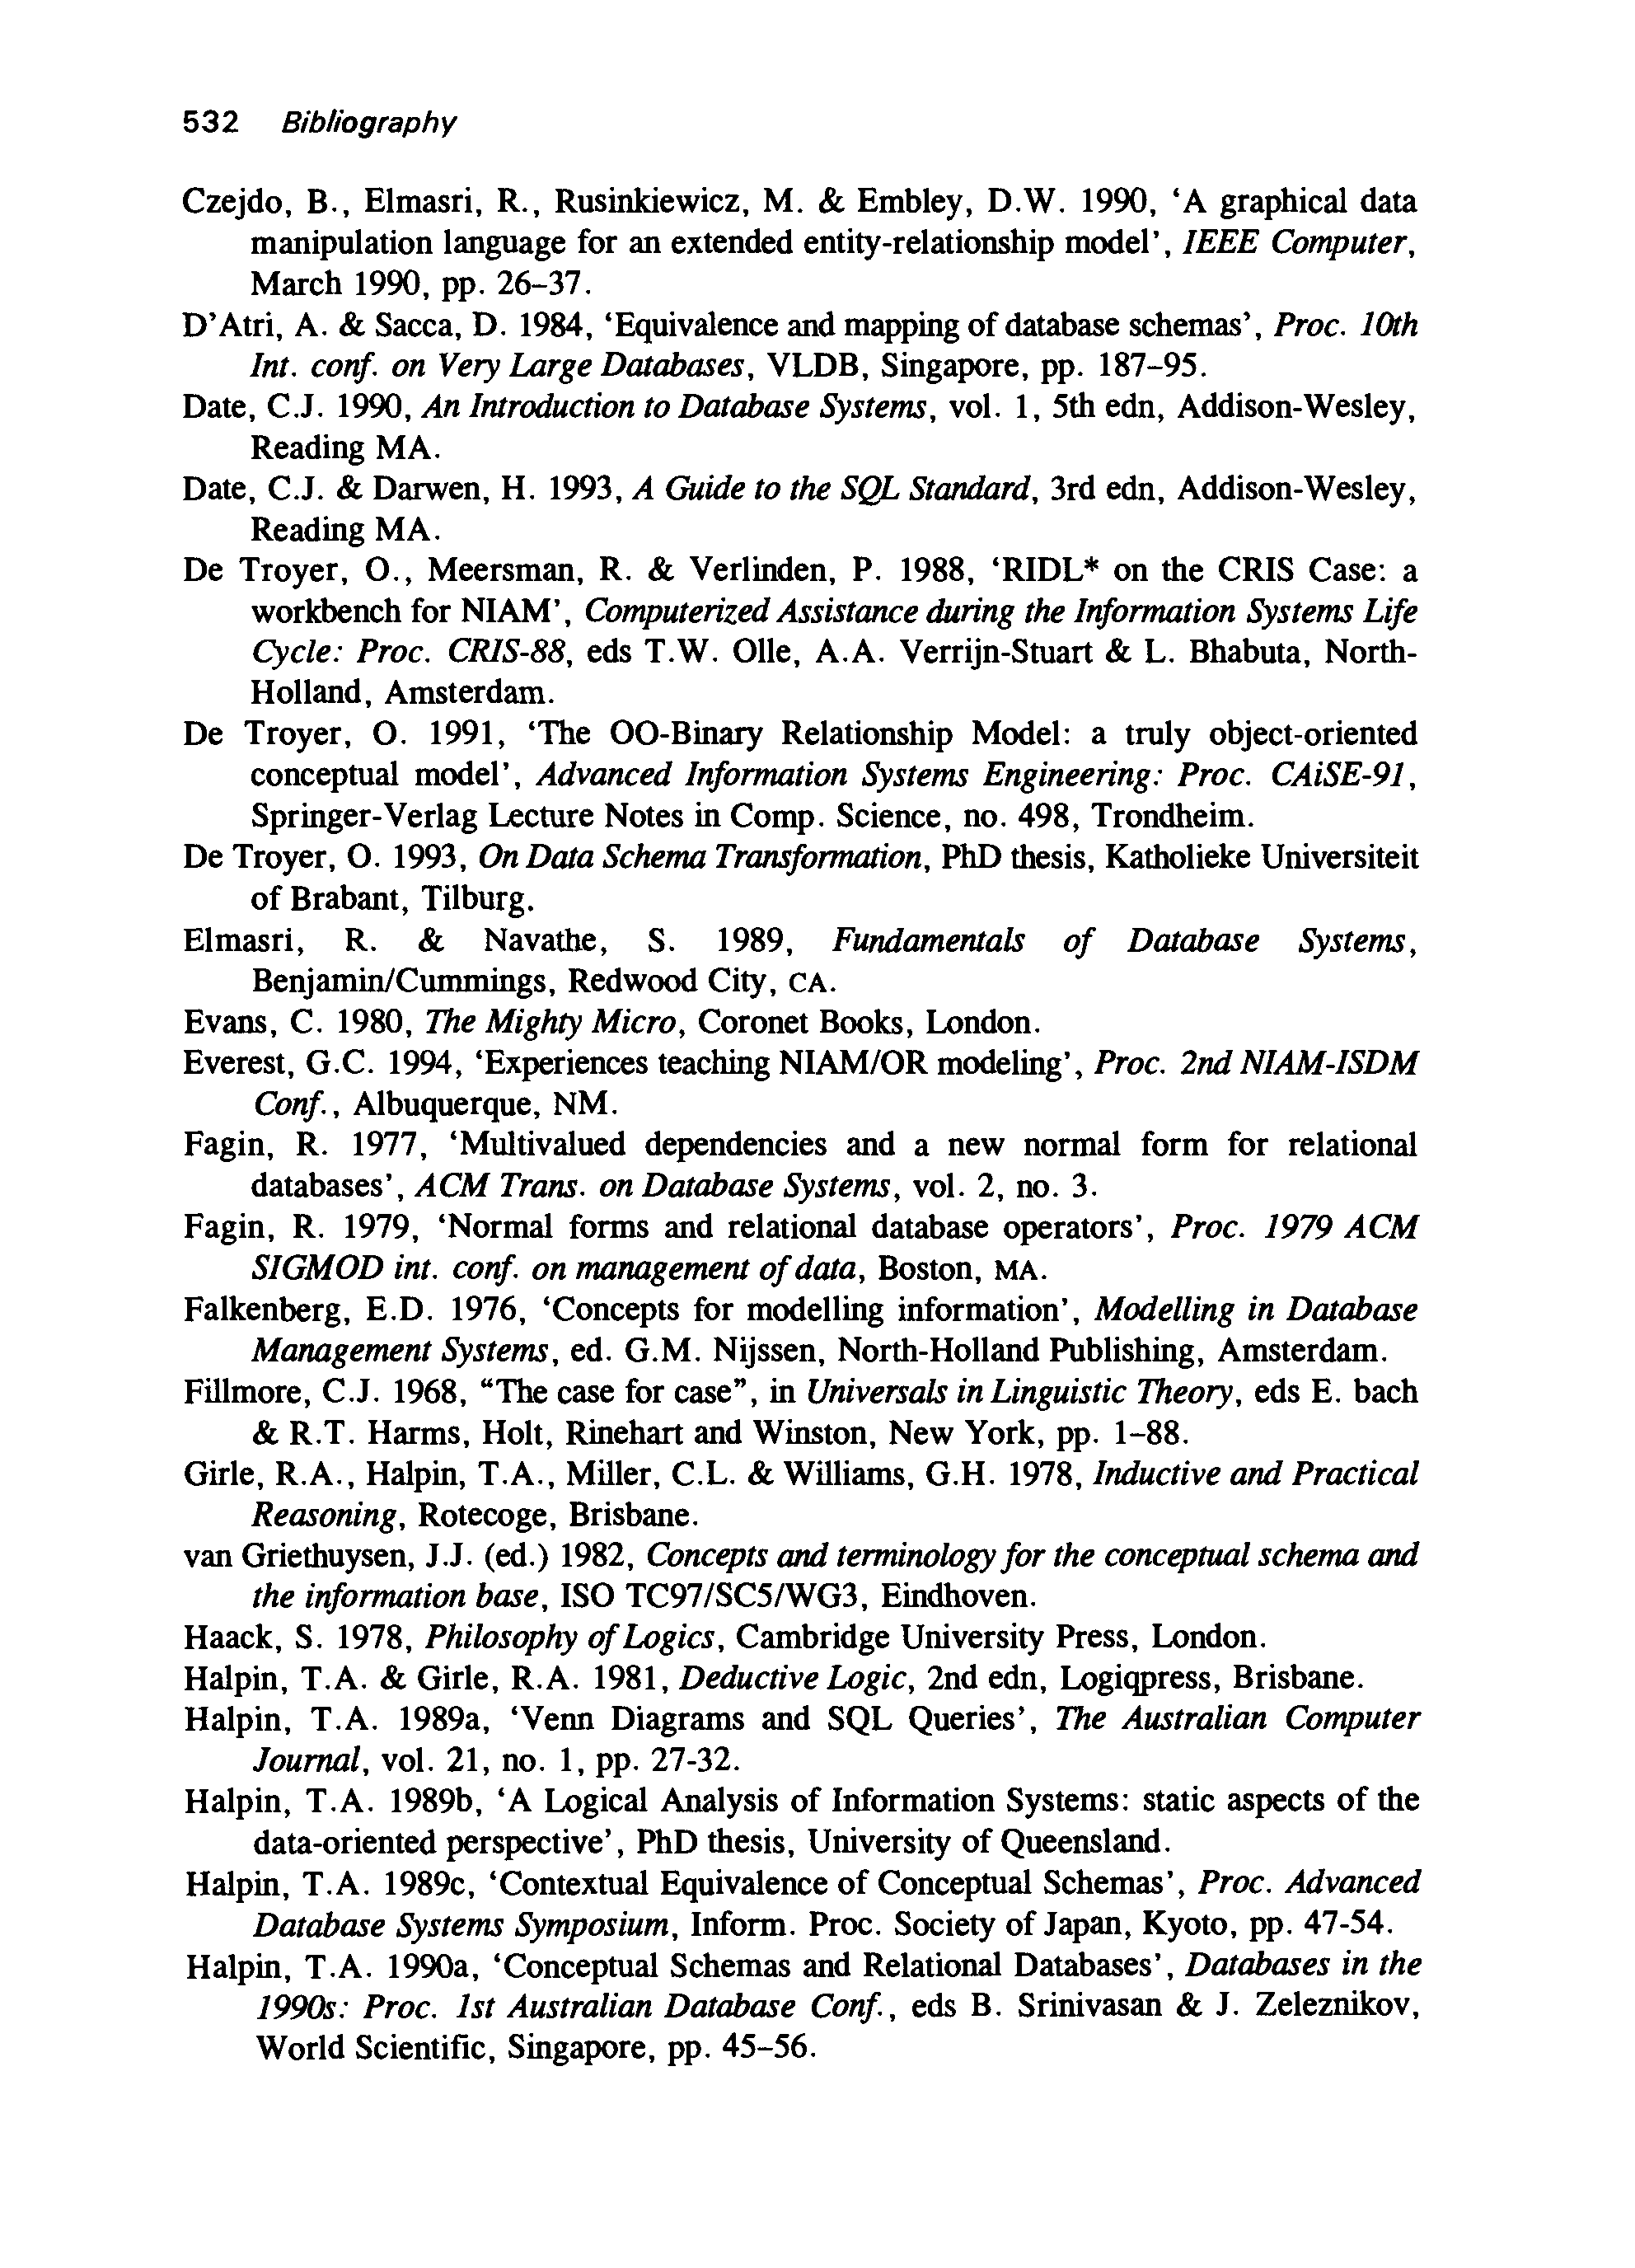 532 Bibliography
Czejdo, B., Elmasri, R., Rusinkiewicz, M. & Embley, D.W. 1990, ‘A graphical data
manipulation language for an extended entity-relationship model’, IEEE Computer,
March 1990, pp. 26–37.
D’Atri, A. & Sacca, D. 1984, ‘Equivalence and mapping of database schemas’, Proc. 10th
Int. conf. on Very Large Databases, VLDB, Singapore, pp. 187–95.
Date, C.J. 1990, An Introduction to Database Systems, vol. 1, 5th edn, Addison-Wesley,
Reading MA.
Date, C.J. & Darwen, H. 1993, A Guide to the SQL Standard, 3rd edn, Addison-Wesley,
Reading MA.
De Troyer, O., Meersman, R. & Verlinden, P. 1988, ‘RIDL* on the CRIS Case: a
workbench for NIAM’, Computerized Assistance during the Information Systems Life
Cycle: Proc. CRIS-88, eds T.W. Olle, A.A. Verrijn-Stuart & L. Bhabuta, North-
Holland, Amsterdam.
De Troyer, O. 1991, ‘The OO-Binary Relationship Model: a truly object-oriented
conceptual model’, Advanced Information Systems Engineering: Proc. CAiSE-91,
Springer-Verlag Lecture Notes in Comp. Science, no. 498, Trondheim.
De Troyer, O. 1993, On Data Schema Transformation, PhD thesis, Katholieke Universiteit
of Brabant, Tilburg.
Elmasri, R. & Navathe, S. 1989, Fundamentals of Database Systems,
Benjamin/Cummings, Redwood City, CA.
Evans, C. 1980, The Mighty Micro, Coronet Books, London.
Everest, G.C. 1994, ‘Experiences teaching NIAM/OR modeling’, Proc. 2nd NIAM-ISDM
Conf., Albuquerque, NM.
Fagin, R. 1977, ‘Multivalued dependencies and a new normal form for relational
databases’, ACM Trans. on Database Systems, vol. 2, no. 3.
Fagin, R. 1979, ‘Normal forms and relational database operators’, Proc. 1979 ACM
SIGMOD int. conf. on management of data, Boston, MA.
Falkenberg, E.D. 1976, ‘Concepts for modelling information’, Modelling in Database
Management Systems, ed. G.M. Nijssen, North-Holland Publishing, Amsterdam.
Fillmore, C.J. 1968, “The case for case”, in Universals in Linguistic Theory, eds E. bach
& R.T. Harms, Holt, Rinehart and Winston, New York, pp. 1–88.
Girle, R.A., Halpin, T.A., Miller, C.L. & Williams, G.H. 1978, Inductive and Practical
Reasoning, Rotecoge, Brisbane.
van Griethuysen, J.J. (ed.) 1982, Concepts and terminology for the conceptual schema and
the information base, ISO TC97/SC5/WG3, Eindhoven.
Haack, S. 1978, Philosophy of Logics, Cambridge University Press, London.
Halpin, T.A. & Girle, R.A. 1981, Deductive Logic, 2nd edn, Logiqpress, Brisbane.
Halpin, T.A. 1989a, ‘Venn Diagrams and SQL Queries’, The Australian Computer
Journal, vol. 21, no. 1, pp. 27-32.
Halpin, T.A. 1989b, ‘A Logical Analysis of Information Systems: static aspects of the
data-oriented perspective’, PhD thesis, University of Queensland.
Halpin, T.A. 1989c, ‘Contextual Equivalence of Conceptual Schemas’, Proc. Advanced
Database Systems Symposium, Inform. Proc. Society of Japan, Kyoto, pp. 47-54.
Halpin, T.A. 1990a, ‘Conceptual Schemas and Relational Databases’, Databases in the
1990s: Proc. 1st Australian Database Conf., eds B. Srinivasan & J. Zeleznikov,
World Scientific, Singapore, pp. 45–56.